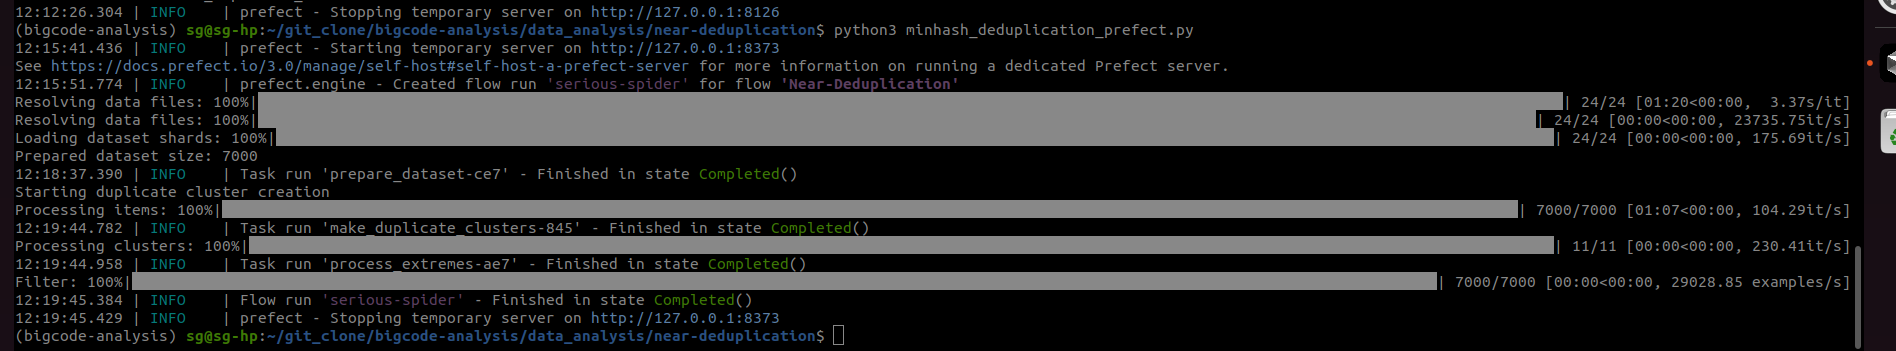 12:12:26.304 | INFO    | prefect - Stopping temporary server on http://127.0.0.1:8126
(bigcode-analysis) sg@sg-hp:~/git_clone/bigcode-analysis/data_analysis/near-deduplication$ python3 minhash_deduplication_prefect.py
12:15:41.436 | INFO    | prefect - Starting temporary server on http://127.0.0.1:8373
See https://docs.prefect.io/3.0/manage/self-host#self-host-a-prefect-server for more information on running a dedicated Prefect server.
12:15:51.774 | INFO    | prefect.engine - Created flow run 'serious-spider' for flow 'Near-Deduplication'
Resolving data files: 100%| | 24/24 [01:20<00:00,  3.37s/it]
Resolving data files: 100%| | 24/24 [00:00<00:00, 23735.75it/s]
Loading dataset shards: 100%| | 24/24 [00:00<00:00, 175.69it/s]
Prepared dataset size: 7000
12:18:37.390 | INFO    | Task run 'prepare_dataset-ce7' - Finished in state Completed()
Starting duplicate cluster creation
Processing items: 100%| | 7000/7000 [01:07<00:00, 104.29it/s]
12:19:44.782 | INFO    | Task run 'make_duplicate_clusters-845' - Finished in state Completed()
Processing clusters: 100%| | 11/11 [00:00<00:00, 230.41it/s]
12:19:44.958 | INFO    | Task run 'process_extremes-ae7' - Finished in state Completed()
Filter: 100%| | 7000/7000 [00:00<00:00, 29028.85 examples/s]
12:19:45.384 | INFO    | Flow run 'serious-spider' - Finished in state Completed()
12:19:45.429 | INFO    | prefect - Stopping temporary server on http://127.0.0.1:8373
(bigcode-analysis) sg@sg-hp:~/git_clone/bigcode-analysis/data_analysis/near-deduplication$